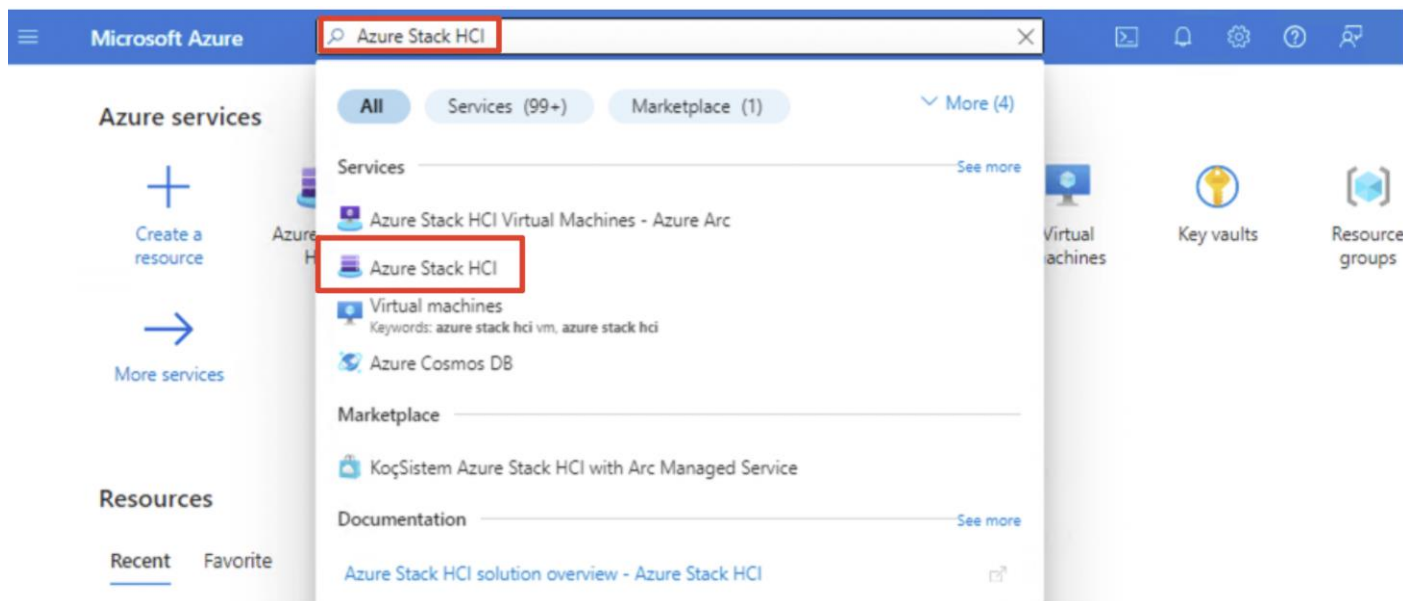 Microsoft Azure
Azure Stack HCI
All
Services (99+)
Marketplace (1)
More (4)
Azure services
Services
See more
Create a
resource
Azure
H
Azure Stack HCI Virtual Machines - Azure Arc
Azure Stack HCI
Virtual machines
Keywords: azure stack hci vm, azure stack hci
Azure Cosmos DB
Virtual
achines
Key vaults
Resource
groups
More services
Marketplace
KoçSistem Azure Stack HCI with Arc Managed Service
Resources
Documentation
See more
Recent
Favorite
Azure Stack HCI solution overview - Azure Stack HCI